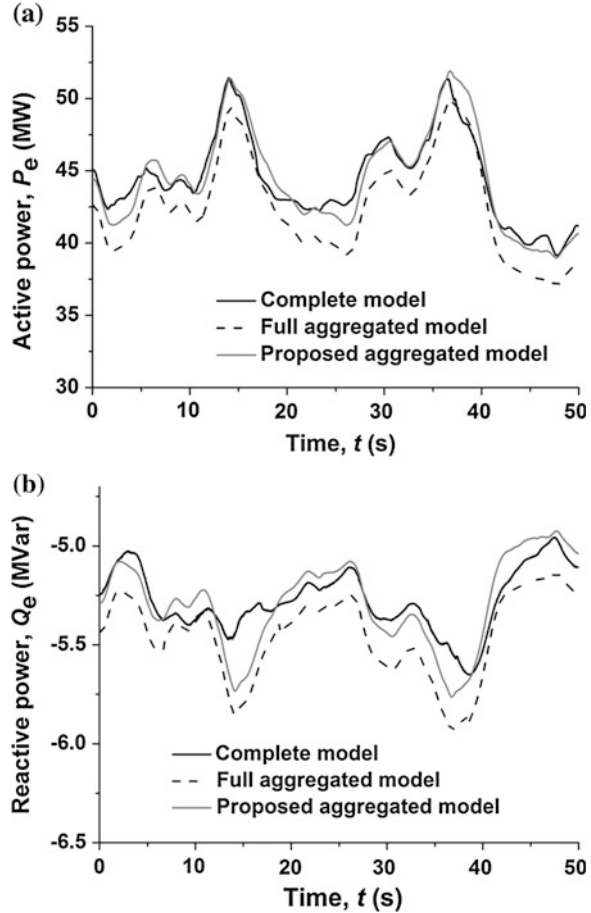 (a)
55
50
45
40
35
30
Active power, Pe (MW)
Complete model
Full aggregated model
Proposed aggregated model
0 10 20 30 40 50
Time, t (s)
(b)
-5.0
-5.5
-6.0
-6.5
Reactive power, Qe (MVar)
Complete model
Full aggregated model
Proposed aggregated model
0 10 20 30 40 50
Time, t (s)